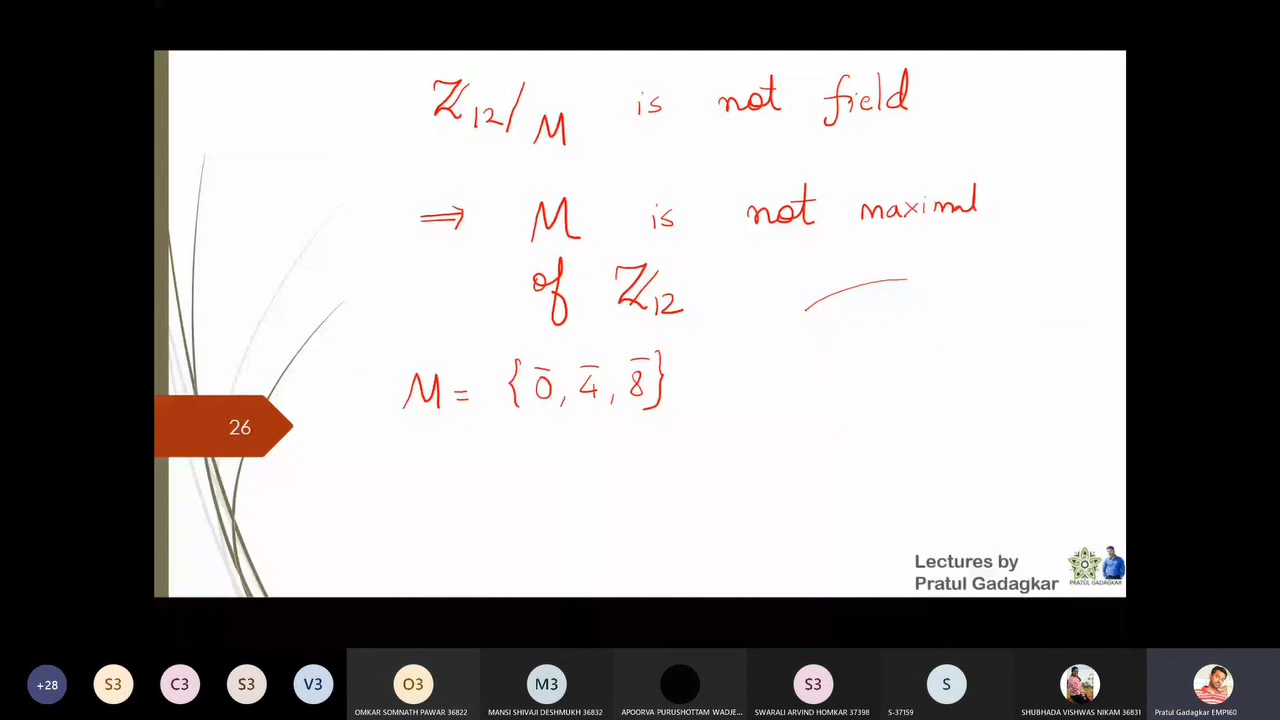 ℤ₁₂/M is not field
⇒ M is not maximal
of ℤ₁₂
M = {0̄, 4̄, 8̄}
26
Lectures by
Pratul Gadagkar
PRATUL GADAGKAR
+28 S3 C3 S3 V3 O3 M3 S3 S
OMKAR SOMNATH PAWAR 36822 MANSI SHIVAJI DESHMUKH 36832 APOORVA PURUSHOTTAM WADJE... SWARALI ARVIND HOMKAR 37398 S-37159 SHUBHADA VISHWAS NIKAM 36831 Pratul Gadagkar EMP160